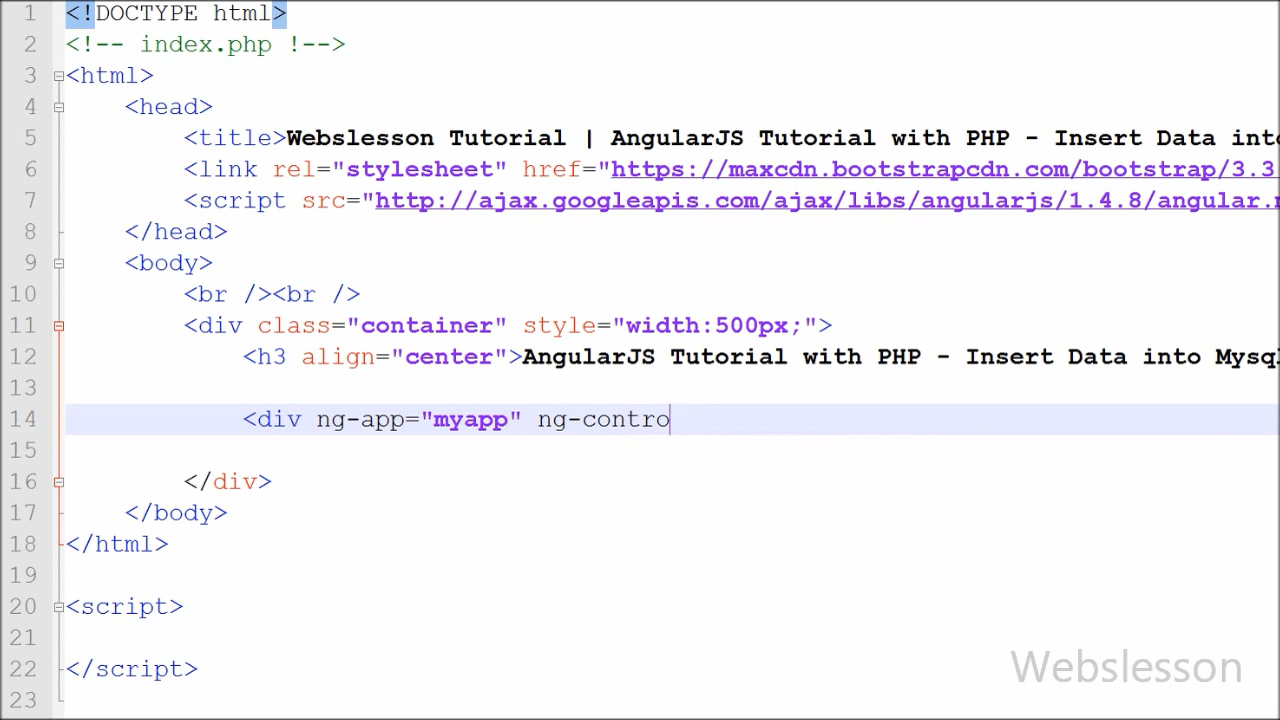 1 <!DOCTYPE html>
2 <!-- index.php !-->
3 <html>
4 <head>
5 <title>Webslesson Tutorial | AngularJS Tutorial with PHP - Insert Data into
6 <link rel="stylesheet" href="https://maxcdn.bootstrapcdn.com/bootstrap/3.3
7 <script src="http://ajax.googleapis.com/ajax/libs/angularjs/1.4.8/angular.m
8 </head>
9 <body>
10 <br /><br />
11 <div class="container" style="width:500px;">
12 <h3 align="center">AngularJS Tutorial with PHP - Insert Data into Mysql
13
14 <div ng-app="myapp" ng-contro
15
16 </div>
17 </body>
18 </html>
19
20 <script>
21
22 </script>
23
Webslesson